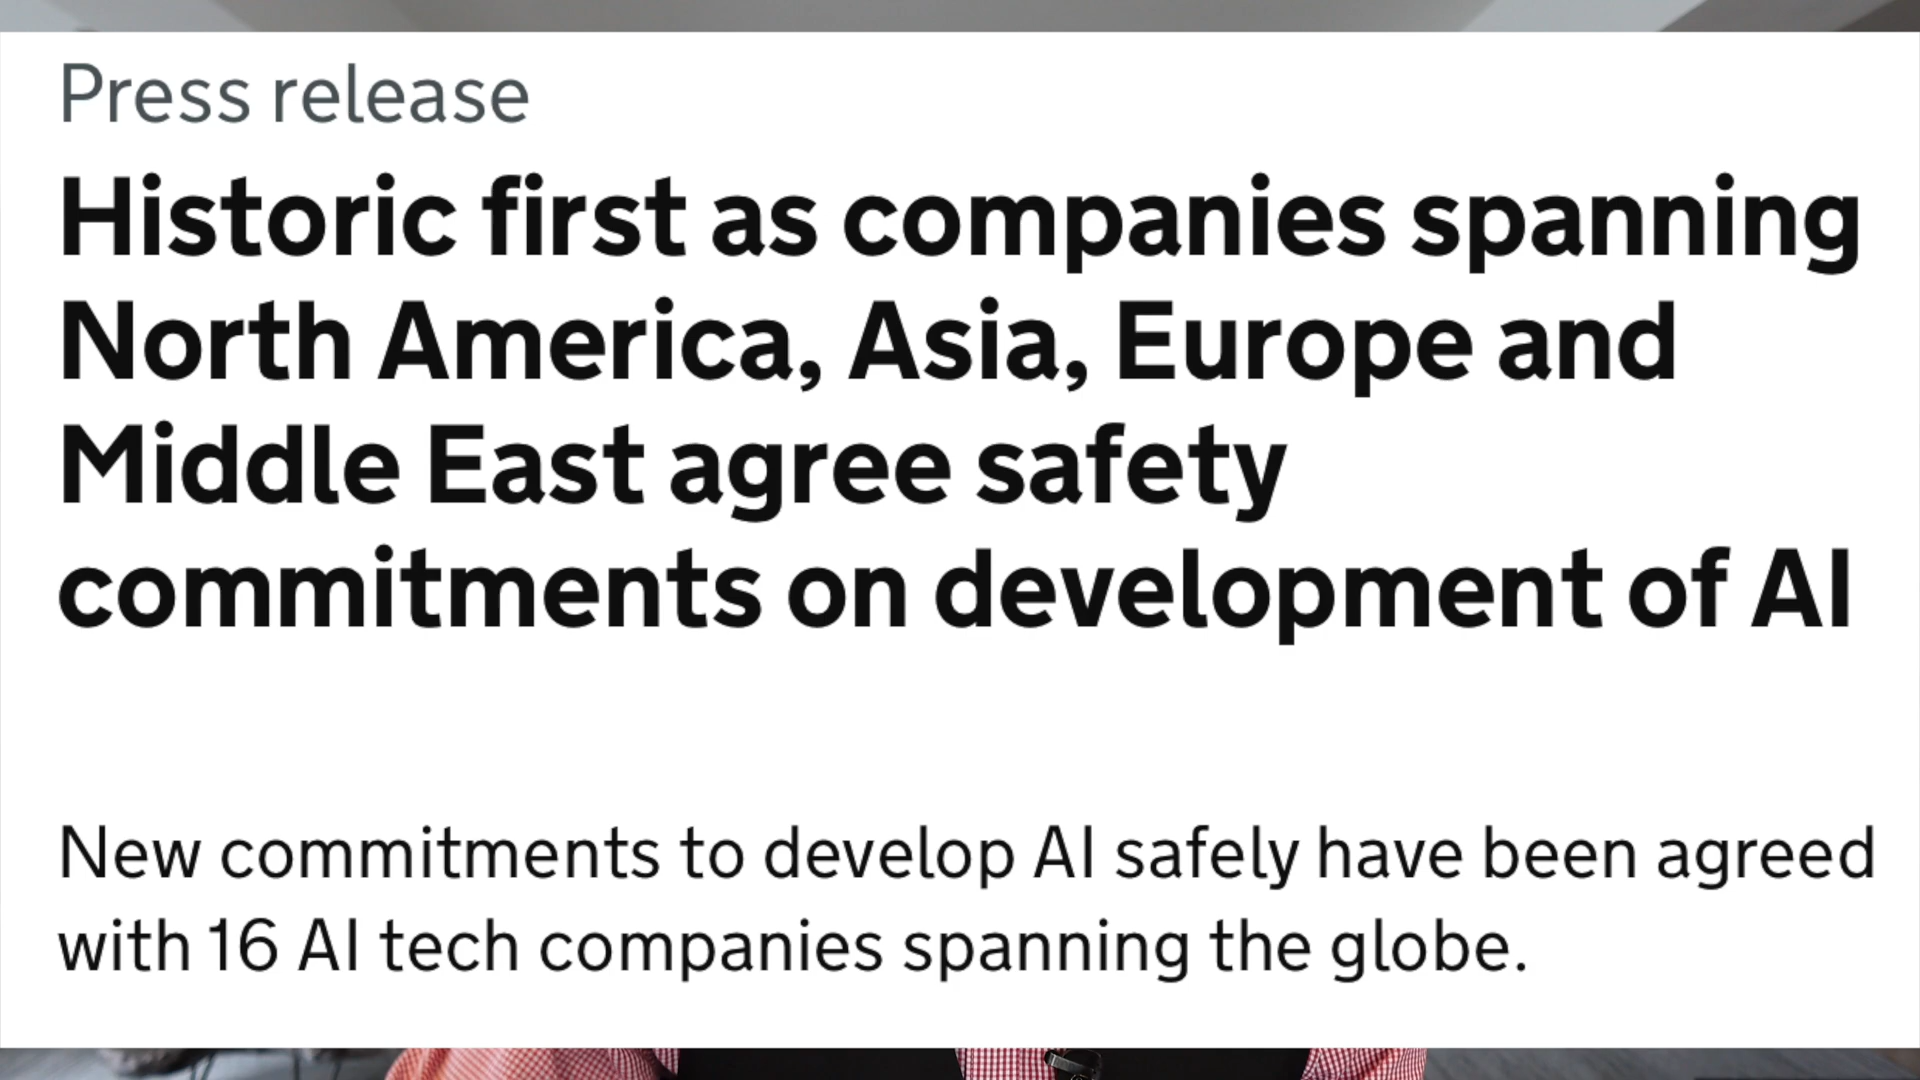 Press release
Historic first as companies spanning
North America, Asia, Europe and
Middle East agree safety
commitments on development of AI
New commitments to develop AI safely have been agreed
with 16 AI tech companies spanning the globe.